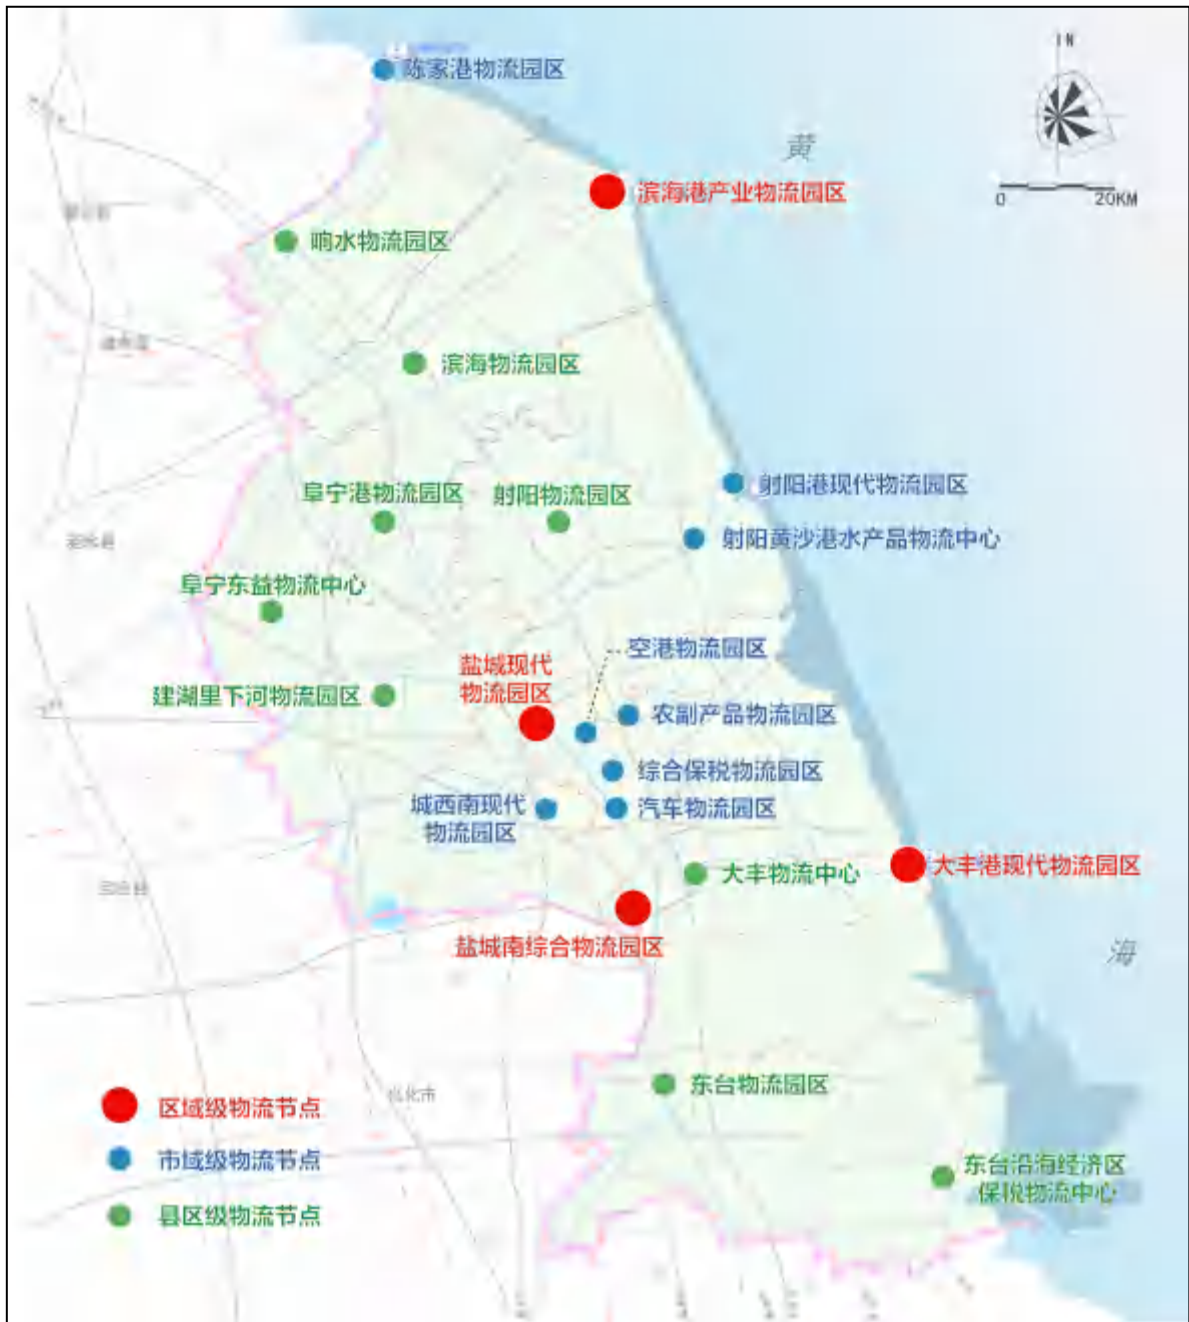 N
陈家港物流园区
黄
滨海港产业物流园区
0 20KM
响水物流园区
滨海物流园区
射阳港现代物流园区
阜宁港物流园区
射阳物流园区
射阳黄沙港水产品物流中心
阜宁东益物流中心
空港物流园区
盐城现代
物流园区
建湖里下河物流园区
农副产品物流园区
综合保税物流园区
城西南现代
物流园区
汽车物流园区
大丰物流中心
大丰港现代物流园区
盐城南综合物流园区
海
东台物流园区
兴化市
区域级物流节点
市域级物流节点
县区级物流节点
东台沿海经济区
保税物流中心